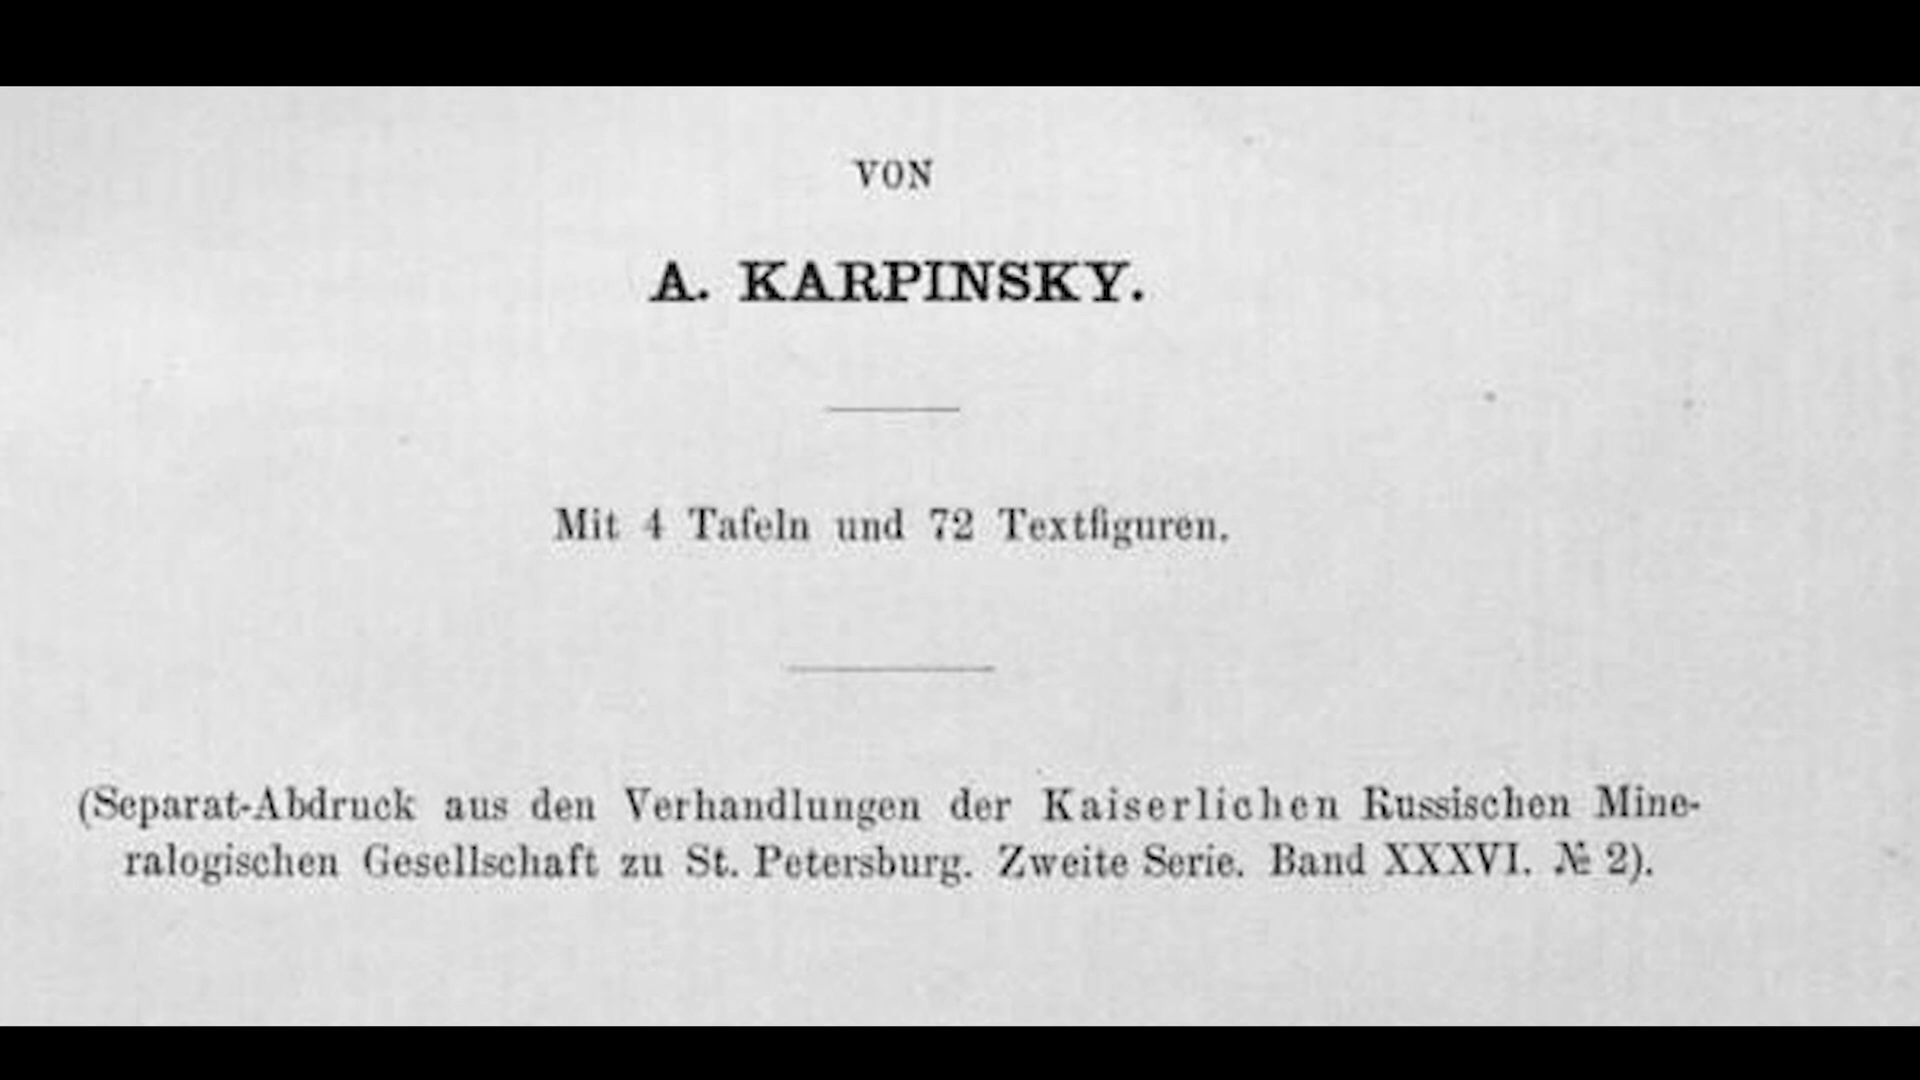 VON
A. KARPINSKY.
Mit 4 Tafeln und 72 Textfiguren.
(Separat-Abdruck aus den Verhandlungen der Kaiserlichen Russischen Mine-
ralogischen Gesellschaft zu St. Petersburg. Zweite Serie. Band XXXVI. № 2).